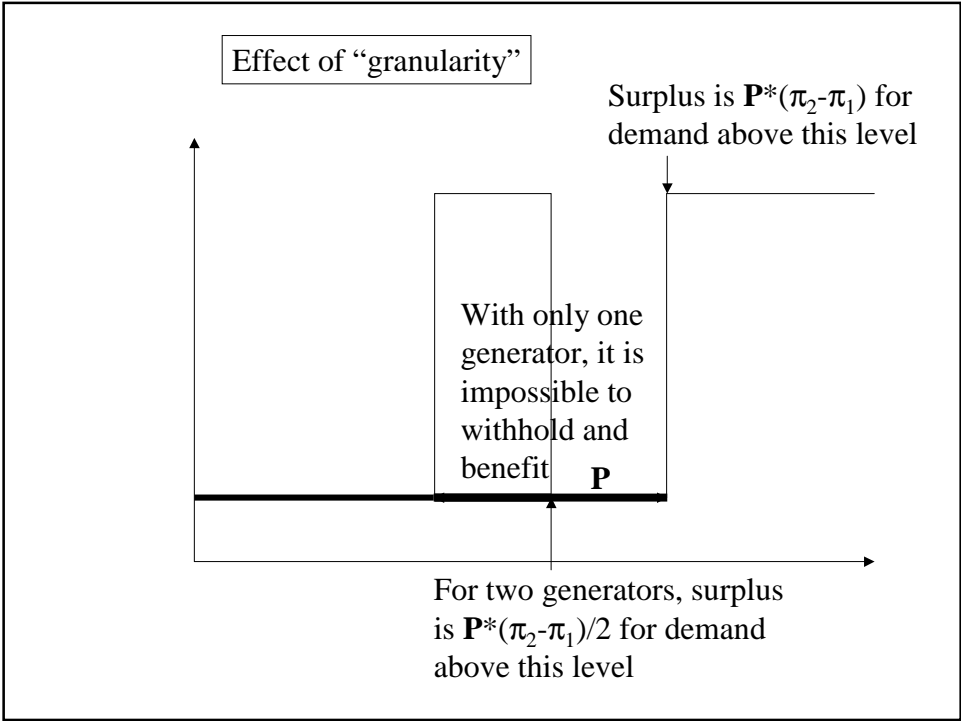 Effect of “granularity”
Surplus is P*(π₂-π₁) for
demand above this level
With only one
generator, it is
impossible to
withhold and
benefit
P
For two generators, surplus
is P*(π₂-π₁)/2 for demand
above this level